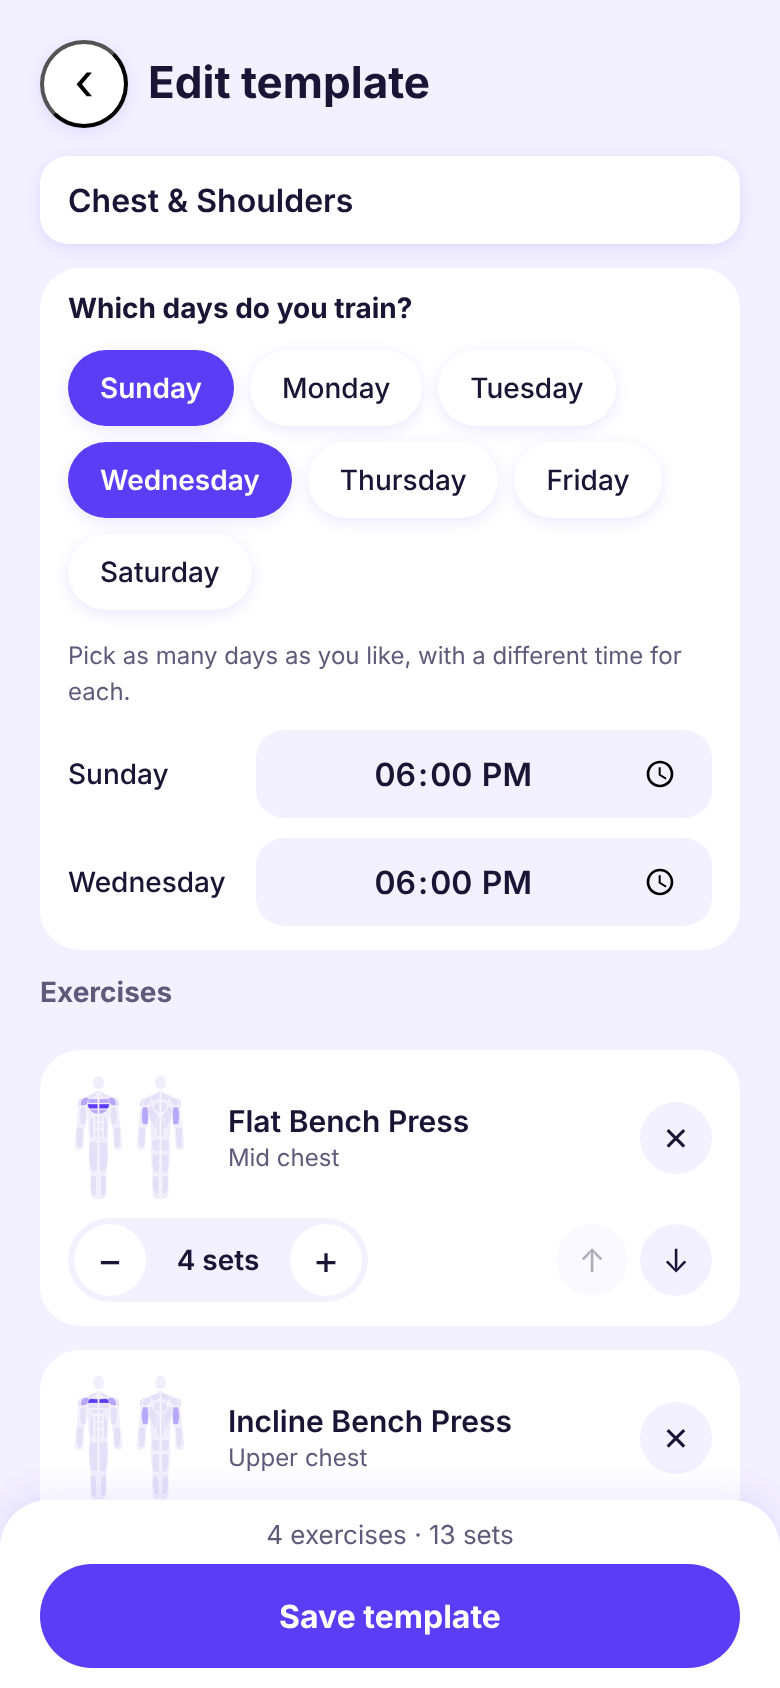 Edit template
Chest & Shoulders
Which days do you train?
Sunday
Monday
Tuesday
Wednesday
Thursday
Friday
Saturday
Pick as many days as you like, with a different time for
each.
Sunday
06:00 PM
Wednesday
06:00 PM
Exercises
Flat Bench Press
Mid chest
− 4 sets +
Incline Bench Press
Upper chest
4 exercises · 13 sets
Save template